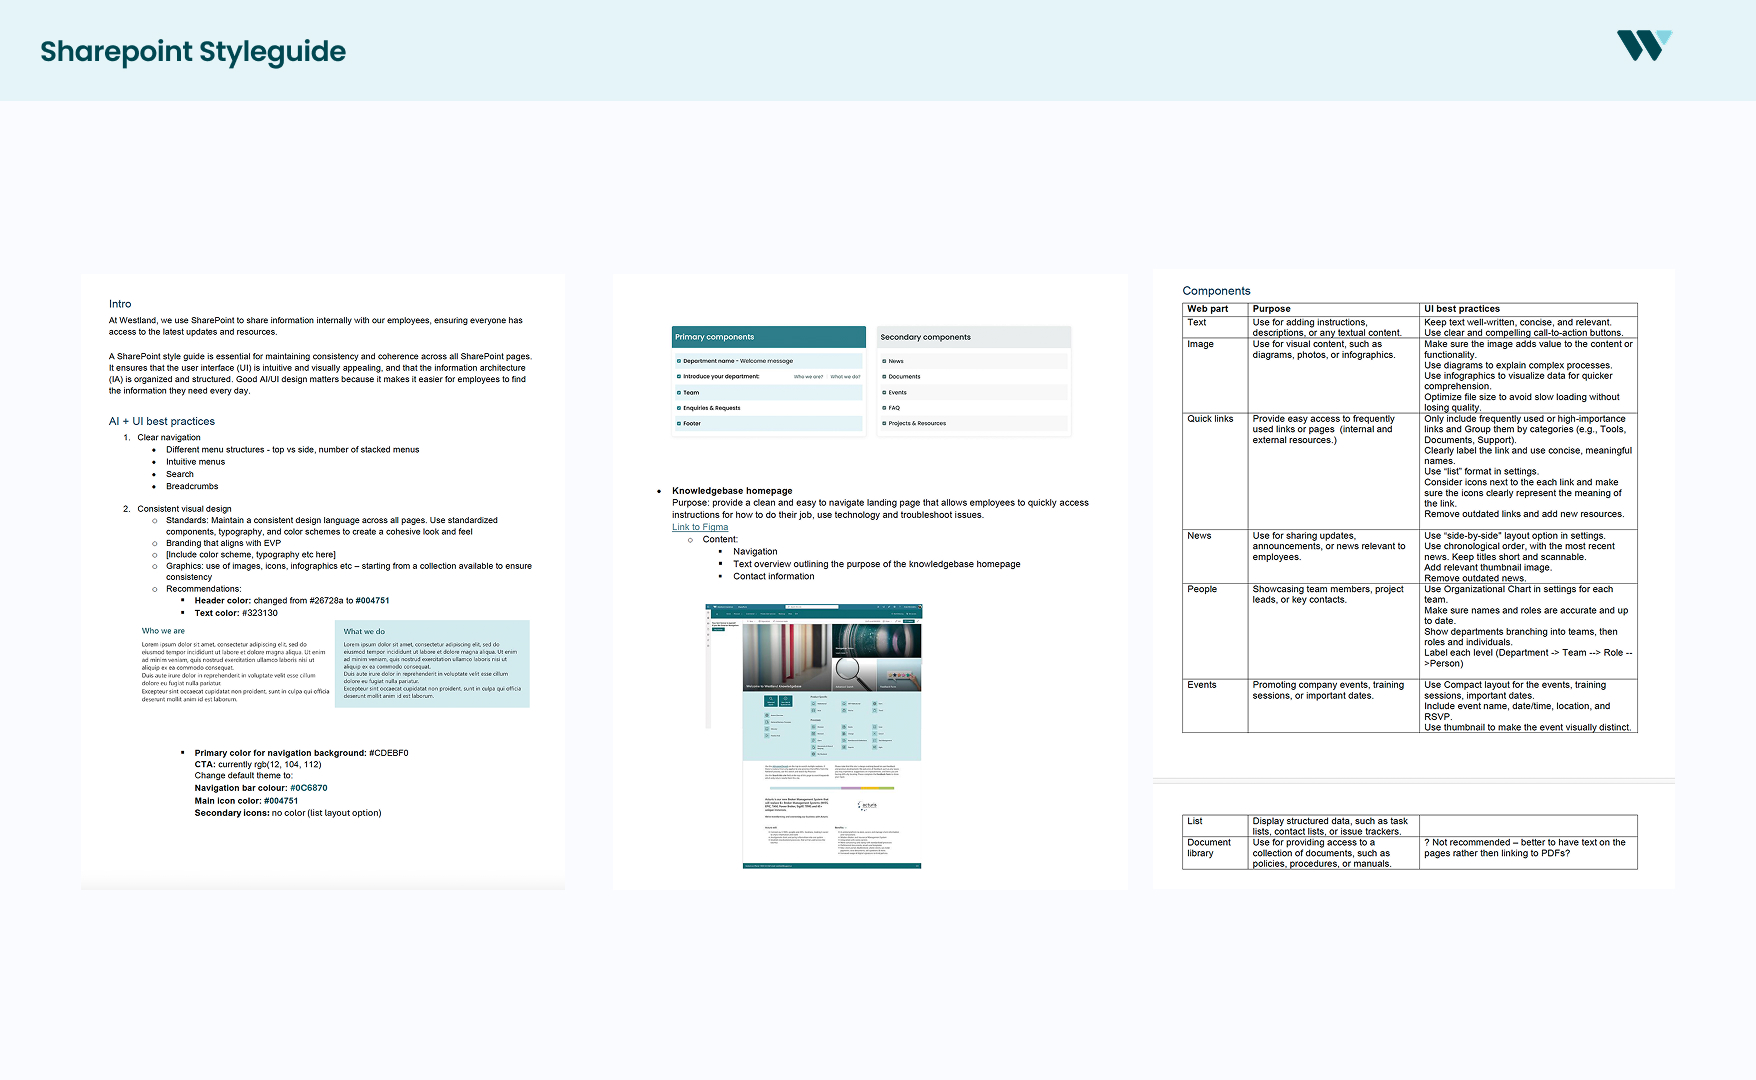 Sharepoint Styleguide
Intro
At Westland, we use SharePoint to share information internally with our employees, ensuring everyone has
access to the latest updates and resources.
A SharePoint style guide is essential for maintaining consistency and coherence across all SharePoint pages.
It ensures that the user interface (UI) is intuitive and visually appealing, and that the information architecture
(IA) is organized and structured. Good AI/UI design matters because it makes it easier for employees to find
the information they need every day.
AI + UI best practices
1. Clear navigation
• Different menu structures - top vs side, number of stacked menus
• Intuitive menus
• Search
• Breadcrumbs
2. Consistent visual design
o Standards: Maintain a consistent design language across all pages. Use standardized
components, typography, and color schemes to create a cohesive look and feel
o Branding that aligns with EVP
o [Include color scheme, typography etc here]
o Graphics: use of images, icons, infographics etc – starting from a collection available to ensure
consistency
o Recommendations:
▪ Header color: changed from #26728a to #004751
▪ Text color: #323130
Who we are
Lorem ipsum dolor sit amet, consectetur adipiscing elit, sed do
eiusmod tempor incididunt ut labore et dolore magna aliqua. Ut enim
ad minim veniam, quis nostrud exercitation ullamco laboris nisi ut
aliquip ex ea commodo consequat.
Duis aute irure dolor in reprehenderit in voluptate velit esse cillum
dolore eu fugiat nulla pariatur.
Excepteur sint occaecat cupidatat non proident, sunt in culpa qui officia
deserunt mollit anim id est laborum.
What we do
Lorem ipsum dolor sit amet, consectetur adipiscing elit, sed do
eiusmod tempor incididunt ut labore et dolore magna aliqua. Ut enim
ad minim veniam, quis nostrud exercitation ullamco laboris nisi ut
aliquip ex ea commodo consequat.
Duis aute irure dolor in reprehenderit in voluptate velit esse cillum
dolore eu fugiat nulla pariatur.
Excepteur sint occaecat cupidatat non proident, sunt in culpa qui officia
deserunt mollit anim id est laborum.
▪ Primary color for navigation background: #CDEBF0
CTA: currently rgb(12, 104, 112)
Change default theme to:
Navigation bar colour: #0C6870
Main icon color: #004751
Secondary icons: no color (list layout option)
Primary components
Department name - Welcome message
Introduce your department: Who we are? What we do?
Team
Enquiries & Requests
Footer
Secondary components
News
Documents
Events
FAQ
Projects & Resources
• Knowledgebase homepage
Purpose: provide a clean and easy to navigate landing page that allows employees to quickly access
instructions for how to do their job, use technology and troubleshoot issues.
Link to Figma
o Content:
▪ Navigation
▪ Text overview outlining the purpose of the knowledgebase homepage
▪ Contact information
Welcome to Westland Knowledgebase
acturis
Components
Web part Purpose UI best practices
Text Use for adding instructions, Keep text well-written, concise, and relevant.
descriptions, or any textual content. Use clear and compelling call-to-action buttons.
Image Use for visual content, such as Make sure the image adds value to the content or
diagrams, photos, or infographics. functionality.
Use diagrams to explain complex processes.
Use infographics to visualize data for quicker
comprehension.
Optimize file size to avoid slow loading without
losing quality.
Quick links Provide easy access to frequently Only include frequently used or high-importance
used links or pages (internal and links and Group them by categories (e.g., Tools,
external resources.) Documents, Support).
Clearly label the link and use concise, meaningful
names.
Use "list" format in settings.
Consider icons next to the each link and make
sure the icons clearly represent the meaning of
the link.
Remove outdated links and add new resources.
News Use for sharing updates, Use "side-by-side" layout option in settings.
announcements, or news relevant to Use chronological order, with the most recent
employees. news. Keep titles short and scannable.
Add relevant thumbnail image.
Remove outdated news.
People Showcasing team members, project Use Organizational Chart in settings for each
leads, or key contacts. team.
Make sure names and roles are accurate and up
to date.
Show departments branching into teams, then
roles and individuals.
Label each level (Department -> Team --> Role --
>Person)
Events Promoting company events, training Use Compact layout for the events, training
sessions, or important dates. sessions, important dates.
Include event name, date/time, location, and
RSVP.
Use thumbnail to make the event visually distinct.
List Display structured data, such as task
lists, contact lists, or issue trackers.
Document Use for providing access to a ? Not recommended – better to have text on the
library collection of documents, such as pages rather then linking to PDFs?
policies, procedures, or manuals.